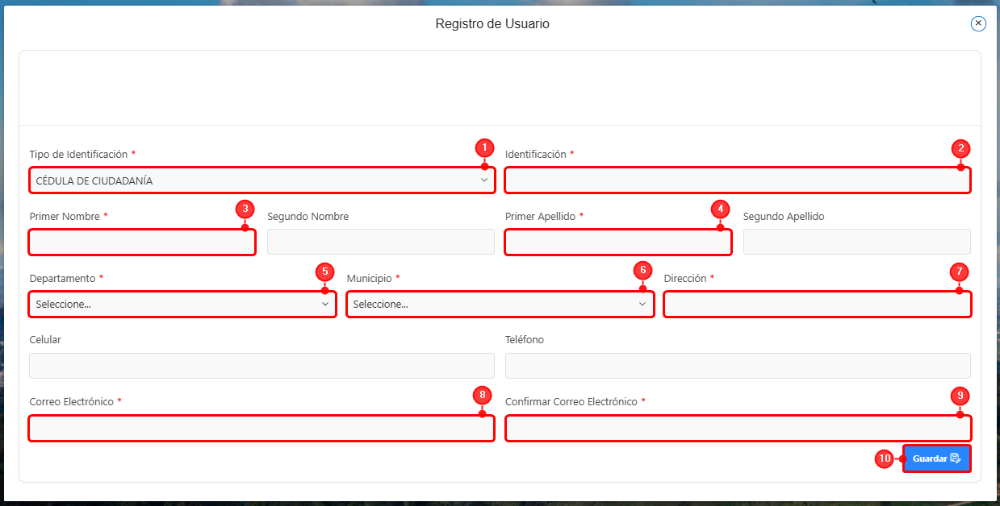 Registro de Usuario
1
2
Tipo de Identificación *
Identificación *
CÉDULA DE CIUDADANÍA
3
4
Primer Nombre *
Segundo Nombre
Primer Apellido *
Segundo Apellido
5
6
7
Departamento *
Municipio *
Dirección *
Seleccione...
Seleccione...
Celular
Teléfono
8
9
Correo Electrónico *
Confirmar Correo Electrónico *
10
Guardar